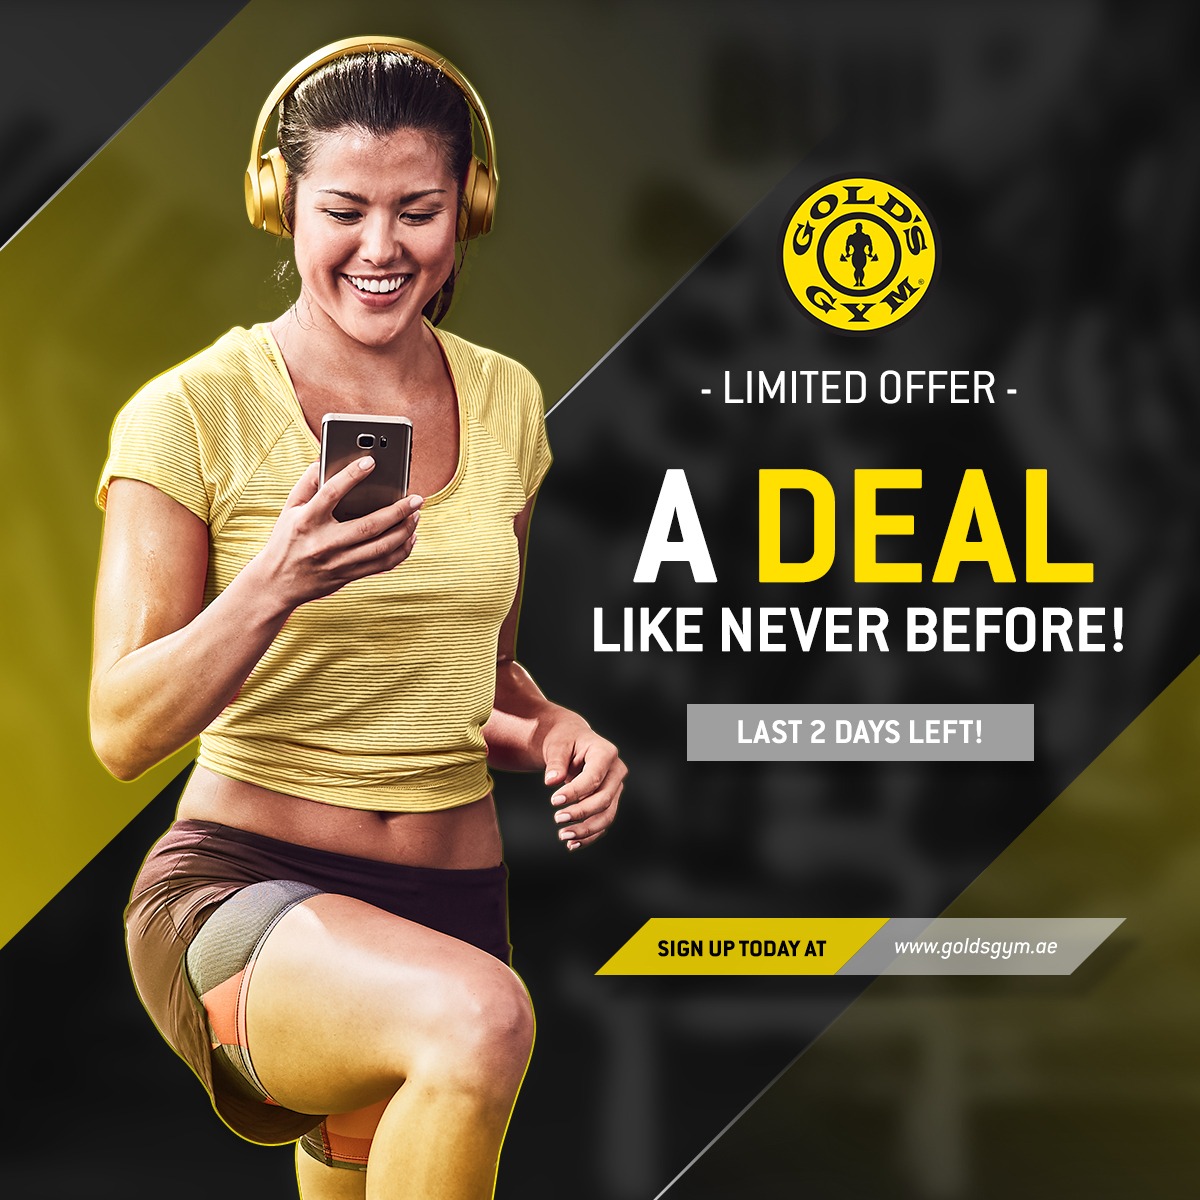 GOLD'S
GYM®
- LIMITED OFFER -
A DEAL
LIKE NEVER BEFORE!
LAST 2 DAYS LEFT!
SIGN UP TODAY AT www.goldsgym.ae